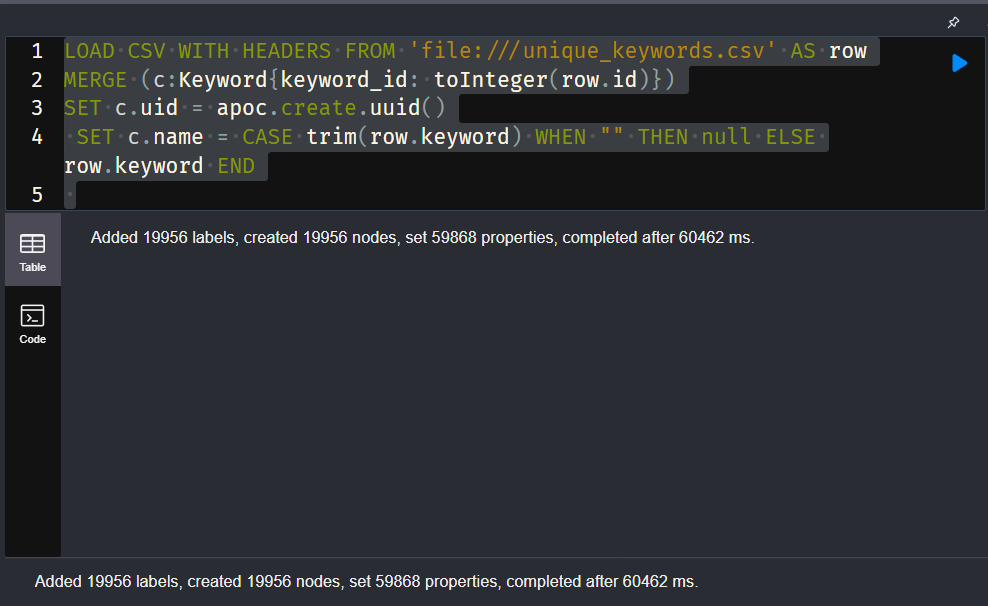 1 LOAD CSV WITH HEADERS FROM 'file:///unique_keywords.csv' AS row
2 MERGE (c:Keyword{keyword_id: toInteger(row.id)})
3 SET c.uid = apoc.create.uuid()
4  SET c.name = CASE trim(row.keyword) WHEN "" THEN null ELSE
row.keyword END
5
Added 19956 labels, created 19956 nodes, set 59868 properties, completed after 60462 ms.
Table
Code
Added 19956 labels, created 19956 nodes, set 59868 properties, completed after 60462 ms.